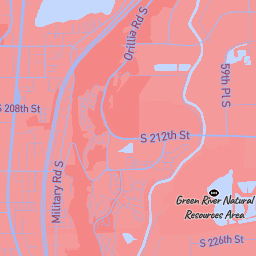 Orillia Rd S
59th Pl S
S 208th St
S 212th St
Military Rd S
Green River Natural
Resources Area
S 226th St